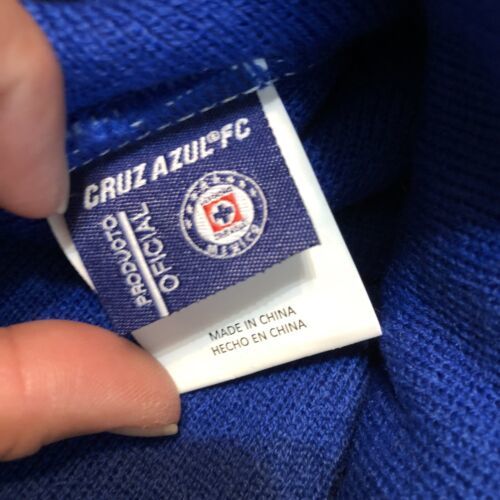 CRUZ AZUL® FC
PRODUCTO
OFICIAL
MADE IN CHINA
HECHO EN CHINA